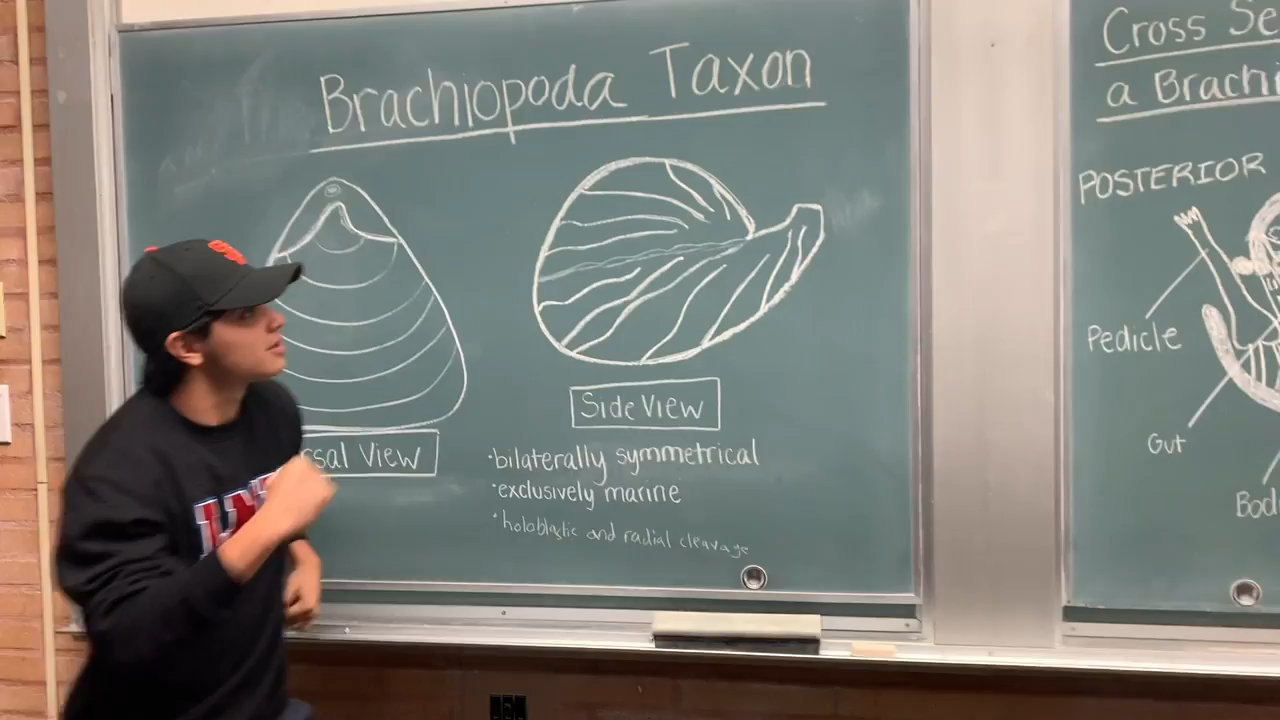 Brachiopoda Taxon
sal View
Side View
·bilaterally symmetrical
·exclusively marine
·holoblastic and radial cleavage
Cross Se
a Brachi
POSTERIOR
Pedicle
Gut
Bod